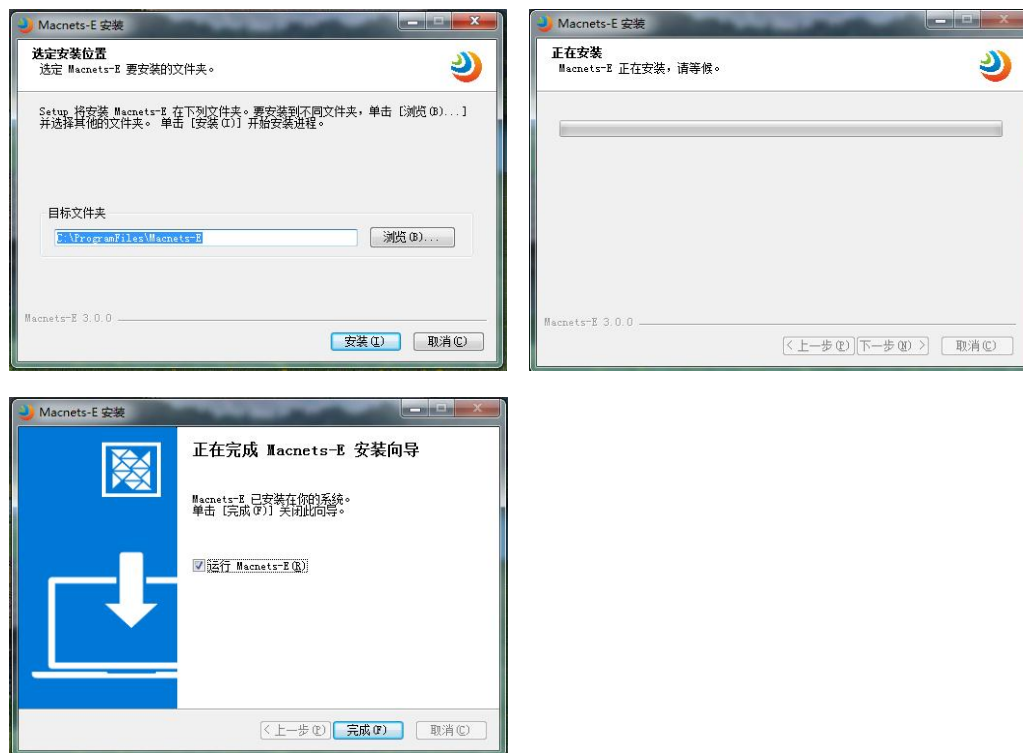 Macnets-E 安装
选定安装位置
选定 Macnets-E 要安装的文件夹。
Setup 将安装 Macnets-E 在下列文件夹。要安装到不同文件夹，单击 [浏览(B)...]
并选择其他的文件夹。 单击 [安装(I)] 开始安装进程。
目标文件夹
C:\ProgramFiles\Macnets-E
浏览(B)...
Macnets-E 3.0.0
安装(I)
取消(C)
Macnets-E 安装
正在安装
Macnets-E 正在安装，请等候。
Macnets-E 3.0.0
< 上一步(P)
下一步(N) >
取消(C)
Macnets-E 安装
正在完成 Macnets-E 安装向导
Macnets-E 已安装在你的系统。
单击 [完成(F)] 关闭此向导。
运行 Macnets-E(R)
< 上一步(P)
完成(F)
取消(C)